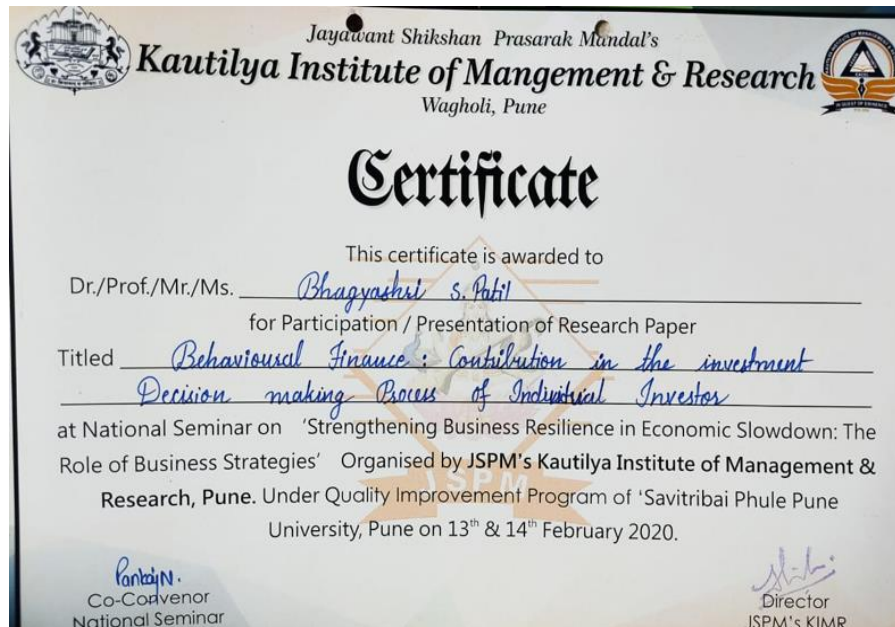 Jayawant Shikshan Prasarak Mandal's
Kautilya Institute of Mangement & Research
Wagholi, Pune
Certificate
This certificate is awarded to
Dr./Prof./Mr./Ms. Bhagyashri S. Patil
for Participation / Presentation of Research Paper
Titled Behavioural Finance : Contribution in the investment
Decision making Process of Individual Investor
at National Seminar on 'Strengthening Business Resilience in Economic Slowdown: The
Role of Business Strategies' Organised by JSPM's Kautilya Institute of Management &
Research, Pune. Under Quality Improvement Program of 'Savitribai Phule Pune
University, Pune on 13th & 14th February 2020.
JSPM
PankajN.
Co-Convenor
National Seminar
Director
JSPM's KIMR